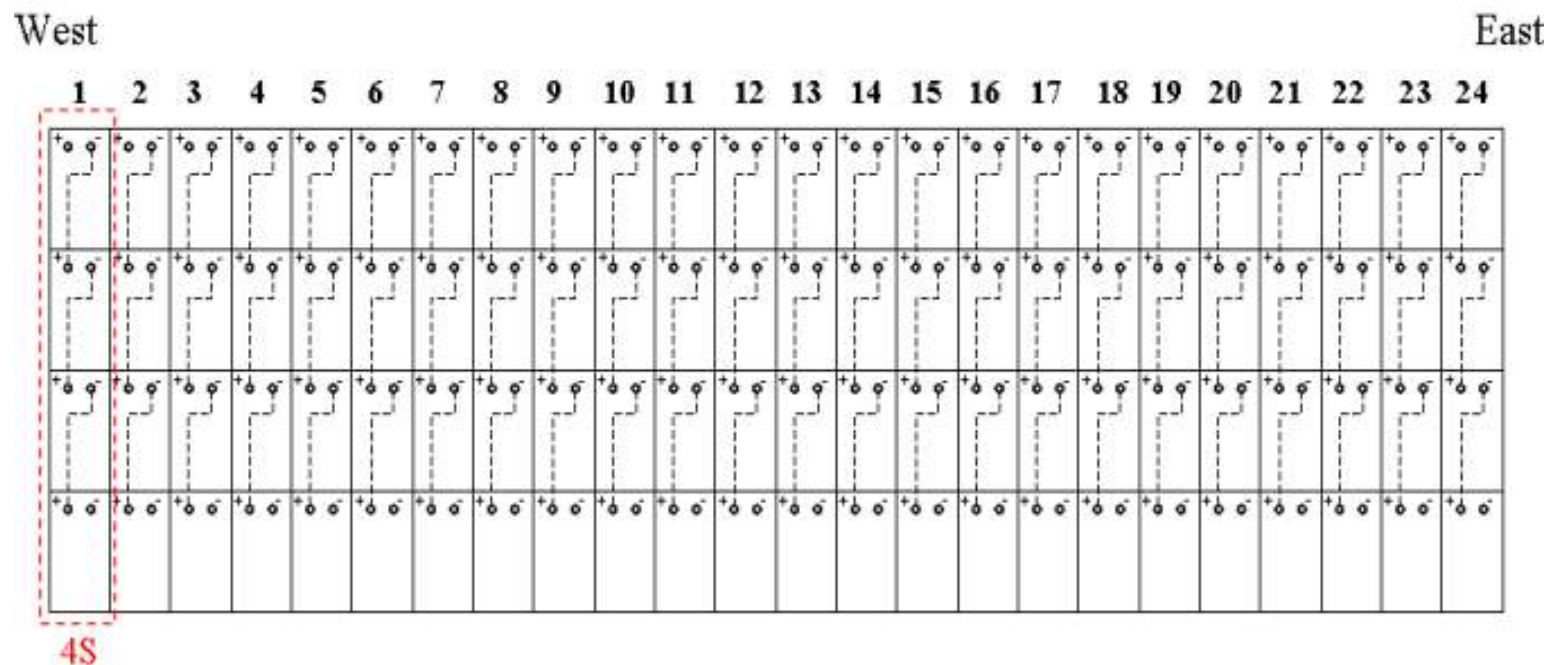 West East
1 2 3 4 5 6 7 8 9 10 11 12 13 14 15 16 17 18 19 20 21 22 23 24
+ - + - + - + - + - + - + - + - + - + - + - + - + - + - + - + - + - + - + - + - + - + - + - + -
+ - + - + - + - + - + - + - + - + - + - + - + - + - + - + - + - + - + - + - + - + - + - + - + -
+ - + - + - + - + - + - + - + - + - + - + - + - + - + - + - + - + - + - + - + - + - + - + - + -
+ - + - + - + - + - + - + - + - + - + - + - + - + - + - + - + - + - + - + - + - + - + - + - + -
4S